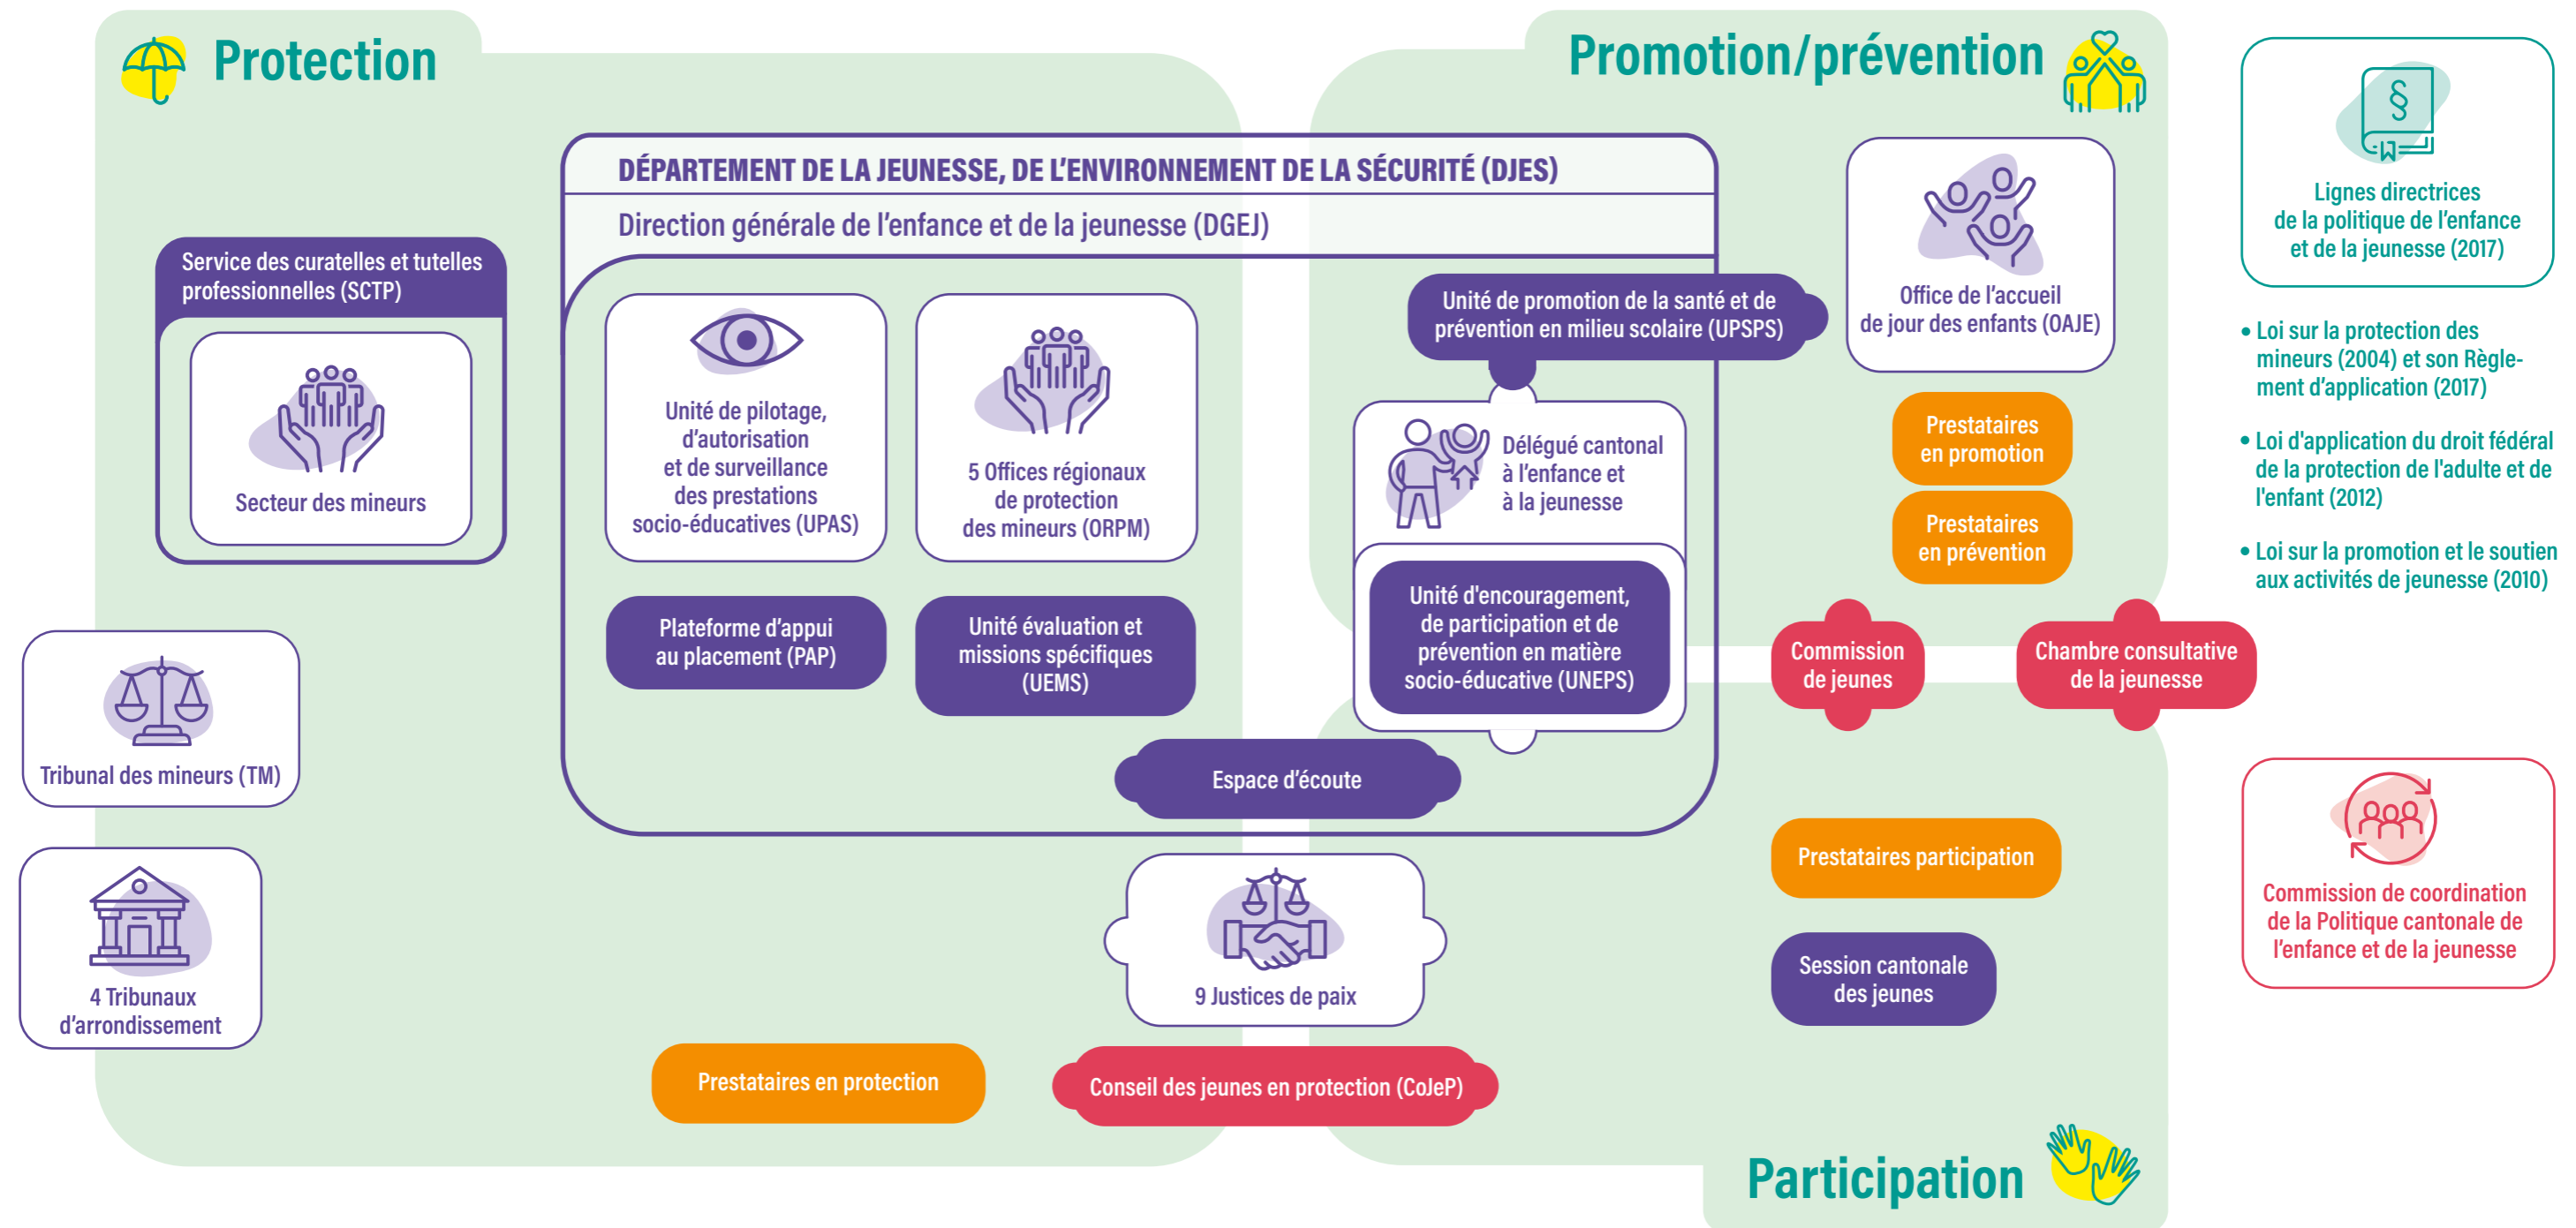 Protection
Promotion/prévention
DÉPARTEMENT DE LA JEUNESSE, DE L'ENVIRONNEMENT DE LA SÉCURITÉ (DJES)
Direction générale de l'enfance et de la jeunesse (DGEJ)
Service des curatelles et tutelles
professionnelles (SCTP)
Secteur des mineurs
Unité de pilotage,
d'autorisation
et de surveillance
des prestations
socio-éducatives (UPAS)
5 Offices régionaux
de protection
des mineurs (ORPM)
Plateforme d'appui
au placement (PAP)
Unité évaluation et
missions spécifiques
(UEMS)
Unité de promotion de la santé et de
prévention en milieu scolaire (UPSPS)
Délégué cantonal
à l'enfance et
à la jeunesse
Unité d'encouragement,
de participation et de
prévention en matière
socio-éducative (UNEPS)
Espace d'écoute
Office de l'accueil
de jour des enfants (OAJE)
Prestataires
en promotion
Prestataires
en prévention
Commission
de jeunes
Chambre consultative
de la jeunesse
Tribunal des mineurs (TM)
4 Tribunaux
d'arrondissement
9 Justices de paix
Prestataires en protection
Conseil des jeunes en protection (CoJeP)
Prestataires participation
Session cantonale
des jeunes
Participation
§
Lignes directrices
de la politique de l'enfance
et de la jeunesse (2017)
• Loi sur la protection des
mineurs (2004) et son Règle-
ment d'application (2017)
• Loi d'application du droit fédéral
de la protection de l'adulte et de
l'enfant (2012)
• Loi sur la promotion et le soutien
aux activités de jeunesse (2010)
Commission de coordination
de la Politique cantonale de
l'enfance et de la jeunesse